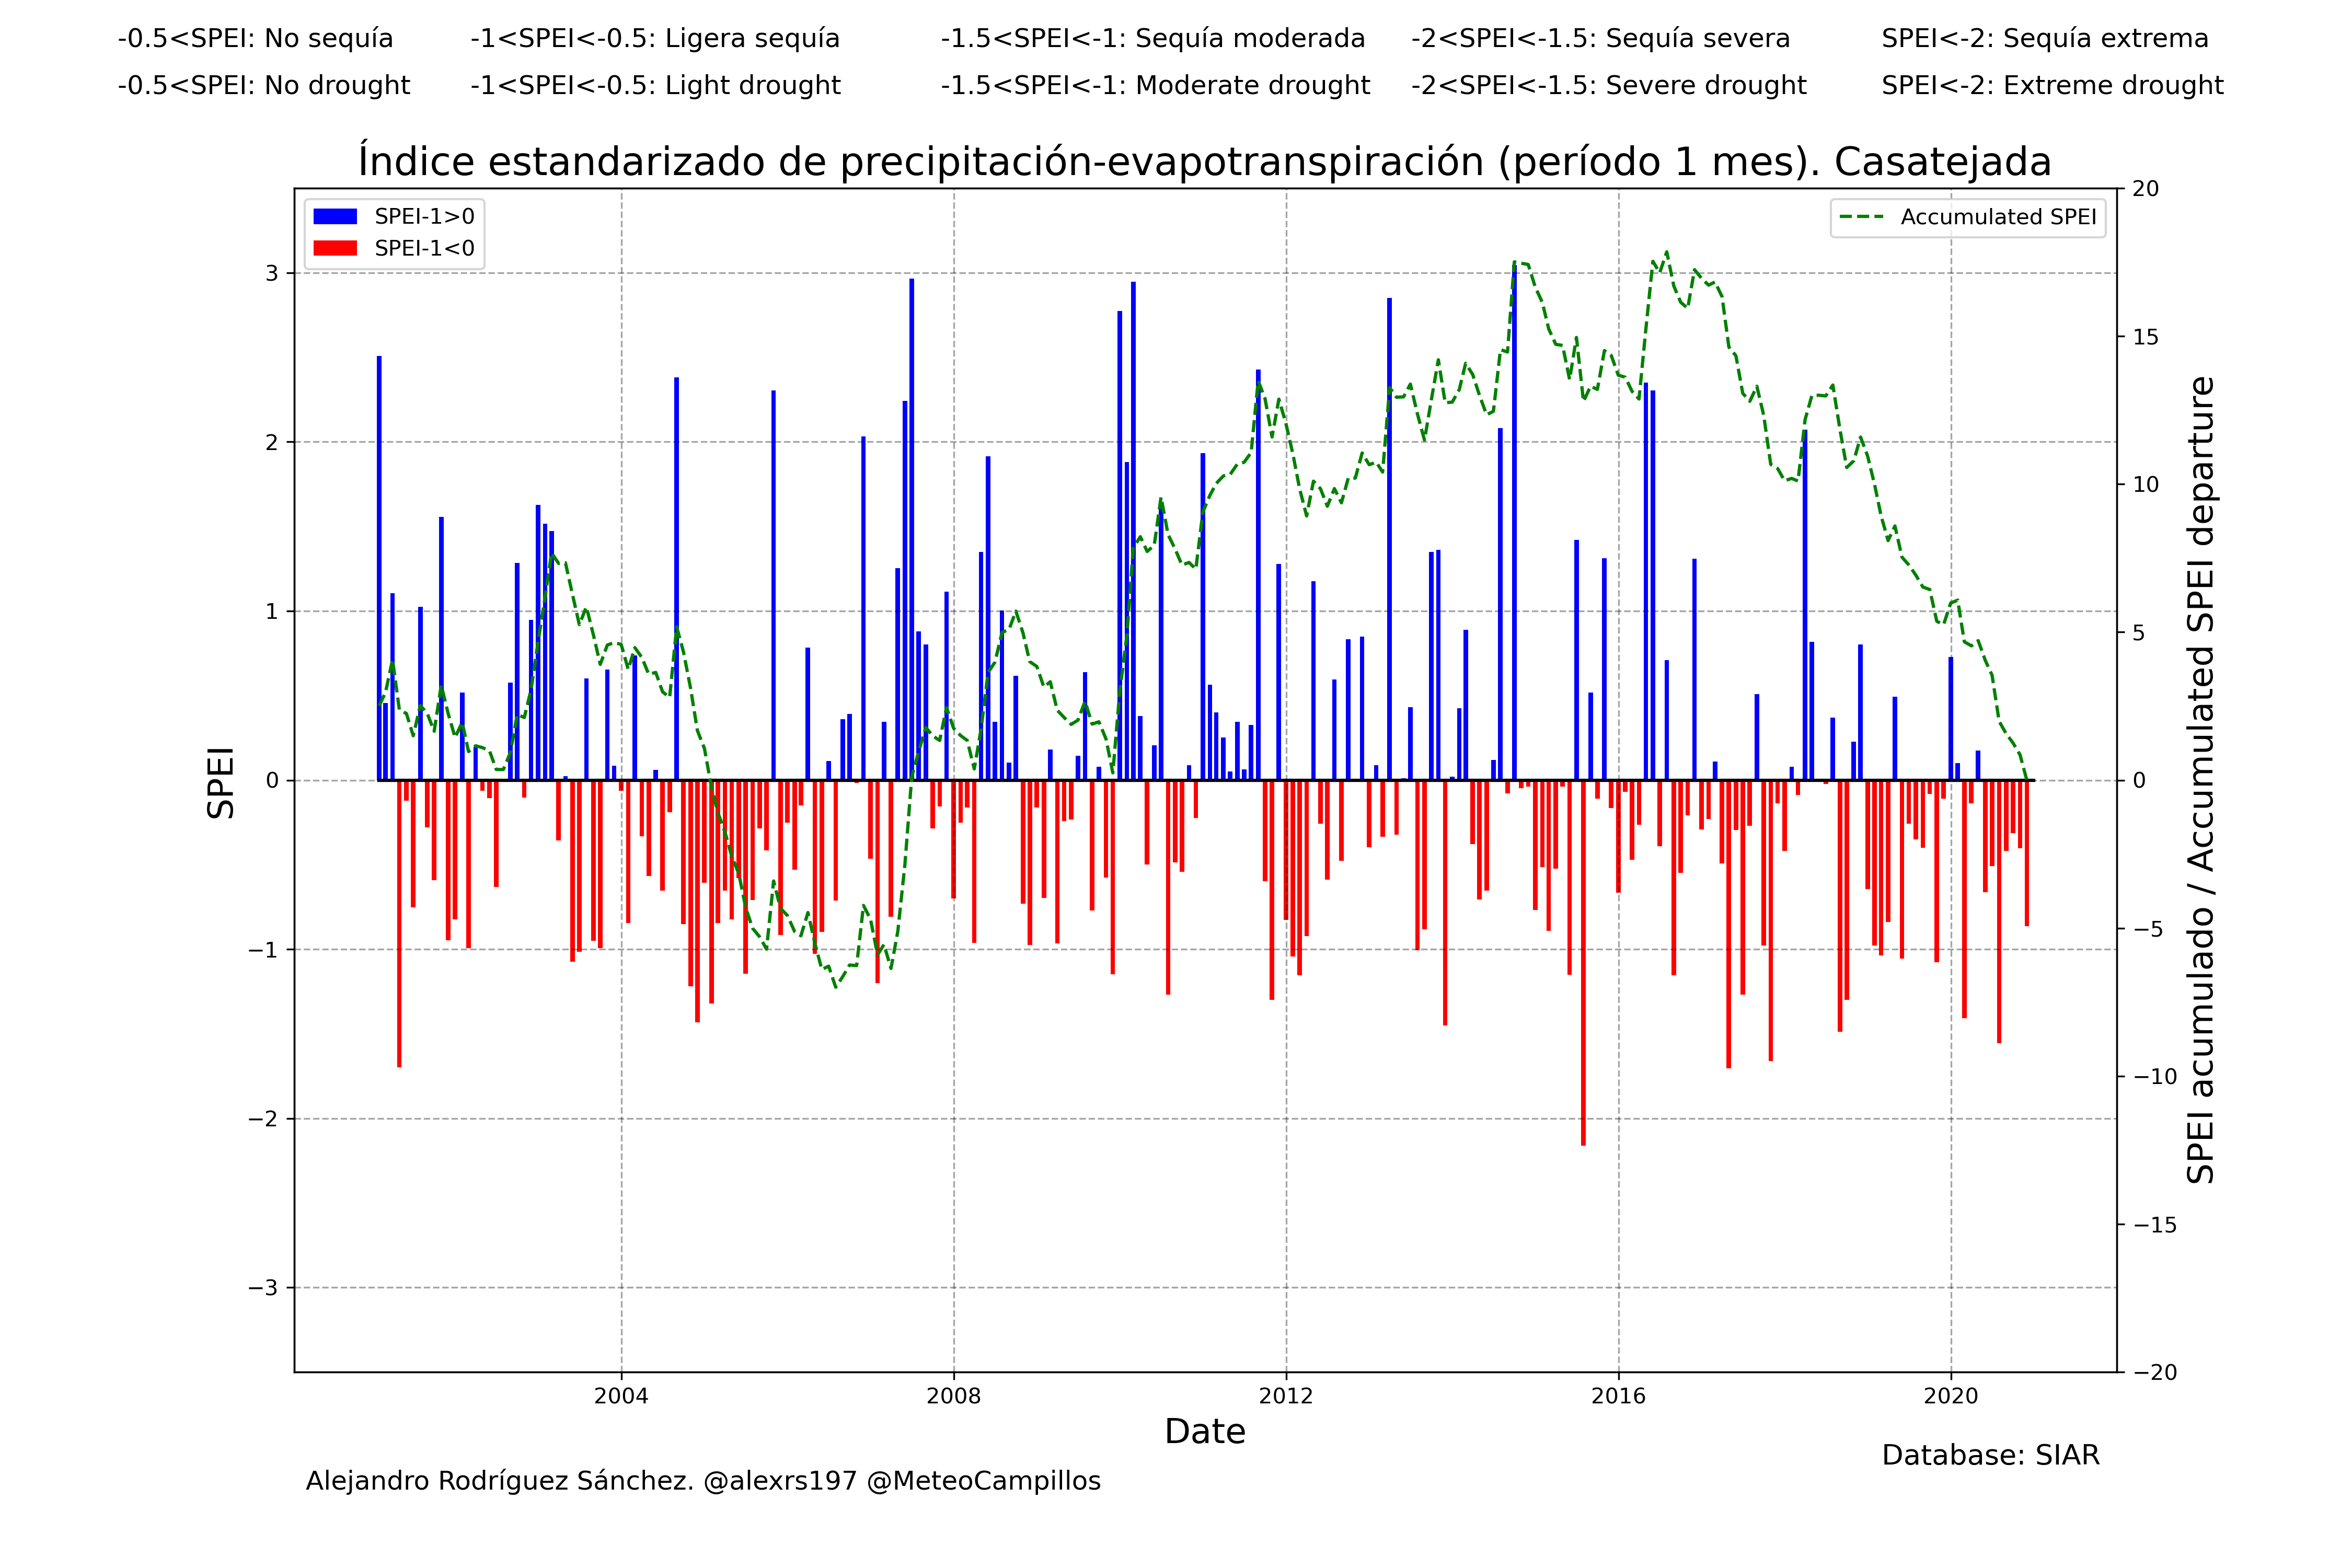 -0.5<SPEI: No sequía -1<SPEI<-0.5: Ligera sequía -1.5<SPEI<-1: Sequía moderada -2<SPEI<-1.5: Sequía severa SPEI<-2: Sequía extrema
-0.5<SPEI: No drought -1<SPEI<-0.5: Light drought -1.5<SPEI<-1: Moderate drought -2<SPEI<-1.5: Severe drought SPEI<-2: Extreme drought
Índice estandarizado de precipitación-evapotranspiración (período 1 mes). Casatejada
SPEI-1>0
SPEI-1<0
Accumulated SPEI
SPEI
3
2
1
0
−1
−2
−3
20
15
10
5
0
−5
−10
−15
−20
SPEI acumulado / Accumulated SPEI departure
2004 2008 2012 2016 2020
Date
Database: SIAR
Alejandro Rodríguez Sánchez. @alexrs197 @MeteoCampillos